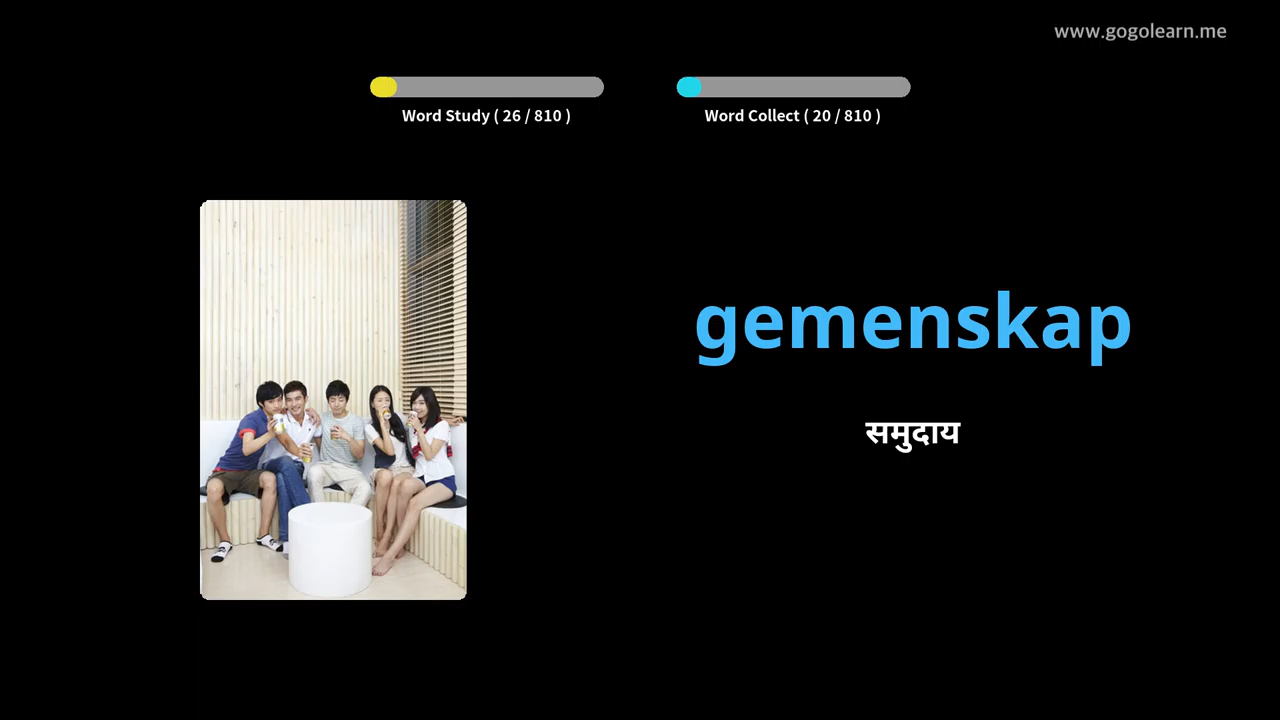 www.gogolearn.me
Word Study ( 26 / 810 )
Word Collect ( 20 / 810 )
gemenskap
समुदाय